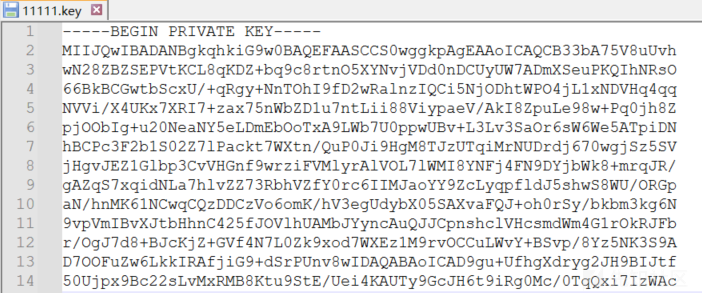 11111.key
1 -----BEGIN PRIVATE KEY-----
2 MIIJQwIBADANBgkqhkiG9w0BAQEFAASCCS0wggkpAgEAAoICAQCB33bA75V8uUvh
3 wN28ZBZSEPVtKCL8qKDZ+bq9c8rtnO5XYNvjVDd0nDCUyUW7ADmXSeuPKQIhNRsO
4 66BkBCGwtbScxU/+qRgy+NnTOhI9fD2wRalnzIQCi5NjODhtWPO4jL1xNDVHq4qq
5 NVVi/X4UKx7XRI7+zax75nWbZD1u7ntLii88ViypaeV/AkI8ZpuLe98w+Pq0jh8Z
6 pjOObIg+u20NeaNY5eLDmEbOoTxA9LWb7U0ppwUBv+L3Lv3SaOr6sW6We5ATpiDN
7 hBCPc3F2b1S02Z7lPackt7WXtn/QuP0Ji9HgM8TJzUTqiMrNUDrdj670wgjSz5SV
8 jHgvJEZ1Glbp3CvVHGnf9wrziFVMlyrAlVOL7lWMI8YNFj4FN9DYjbWk8+mrqJR/
9 gAZqS7xqidNLa7hlvZZ73RbhVZfY0rc6IIMJaoYY9ZcLyqpfldJ5shwS8WU/ORGp
10 aN/hnMK61NCwqCQzDDCzVo6omK/hV3egUdybX05SAXvaFQJ+oh0rSy/bkbm3kg6N
11 9vpVmIBvXJtbHhnC425fJOVlhUAMbJYyncAuQJJCpnshclVHcsmdWm4G1rOkRJFb
12 r/OgJ7d8+BJcKjZ+GVf4N7L0Zk9xod7WXEz1M9rvOCCuLWvY+BSvp/8Yz5NK3S9A
13 D7OOFuZw6LkkIRAfjiG9+dSrPUnv8wIDAQABAoICAD9gu+UfhgXdryg2JH9BIJtf
14 50Ujpx9Bc22sLvMxRMB8Ktu9StE/Uei4KAUTy9GcJH6t9iRg0Mc/0TqQxi7IzWAc